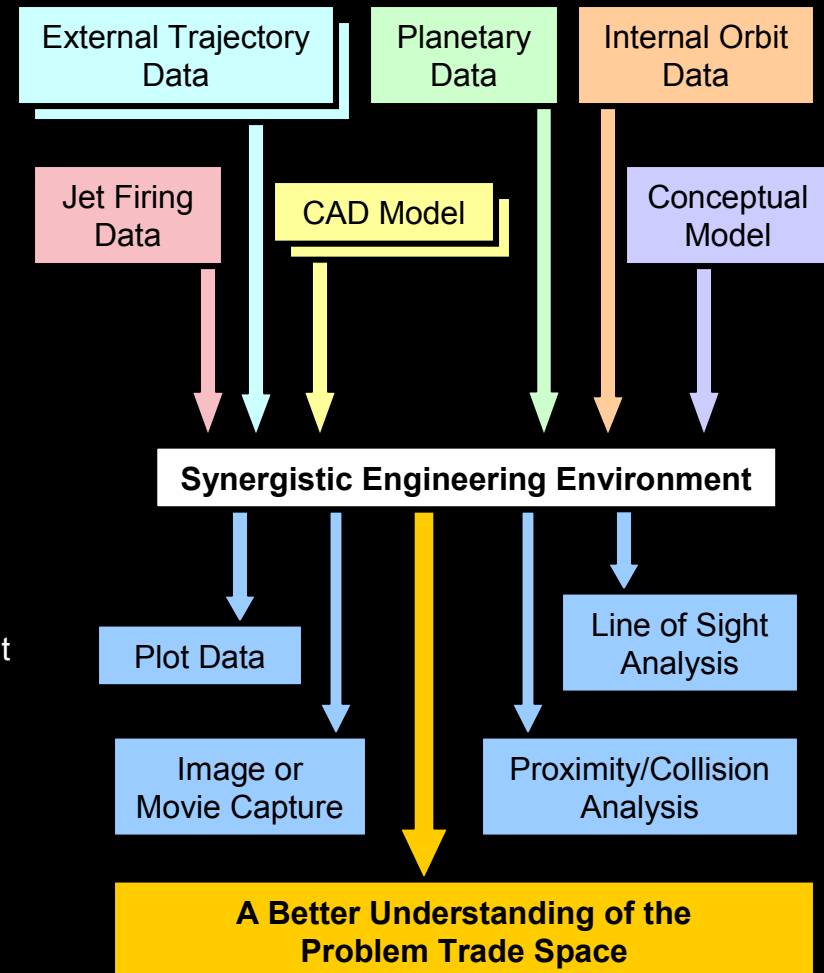 External Trajectory
Data
Planetary
Data
Internal Orbit
Data
Jet Firing
Data
CAD Model
Conceptual
Model
Synergistic Engineering Environment
Plot Data
Line of Sight
Analysis
Image or
Movie Capture
Proximity/Collision
Analysis
A Better Understanding of the
Problem Trade Space